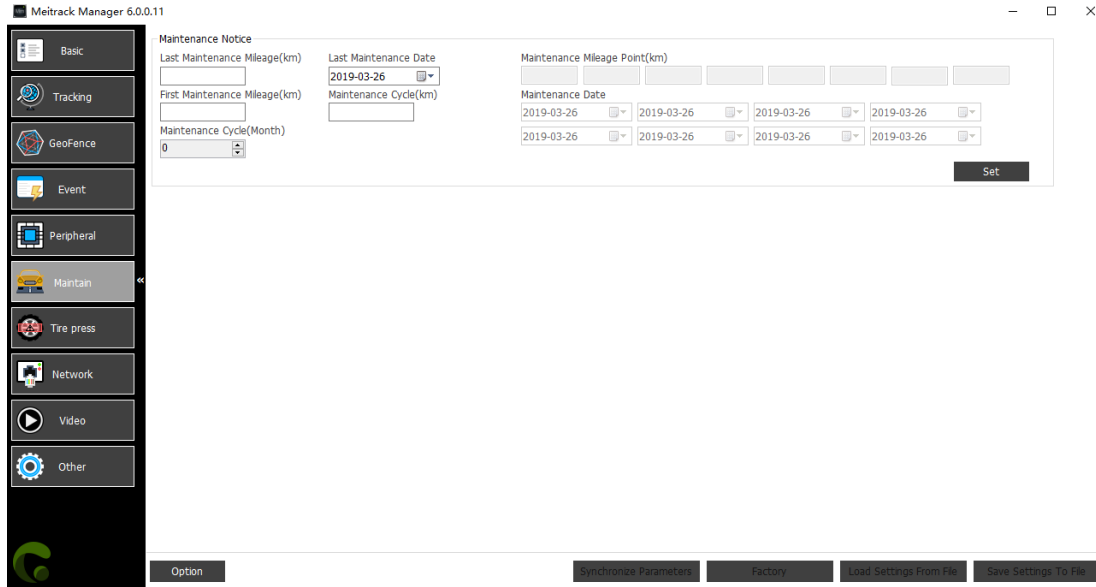 Meitrack Manager 6.0.0.11
Basic
Tracking
GeoFence
Event
Peripheral
Maintain
«
Tire press
Network
Video
Other
Maintenance Notice
Last Maintenance Mileage(km) Last Maintenance Date Maintenance Mileage Point(km)
2019-03-26
First Maintenance Mileage(km) Maintenance Cycle(km) Maintenance Date
2019-03-26 2019-03-26 2019-03-26 2019-03-26
Maintenance Cycle(Month)
2019-03-26 2019-03-26 2019-03-26 2019-03-26
0
Set
Option Synchronize Parameters Factory Load Settings From File Save Settings To File